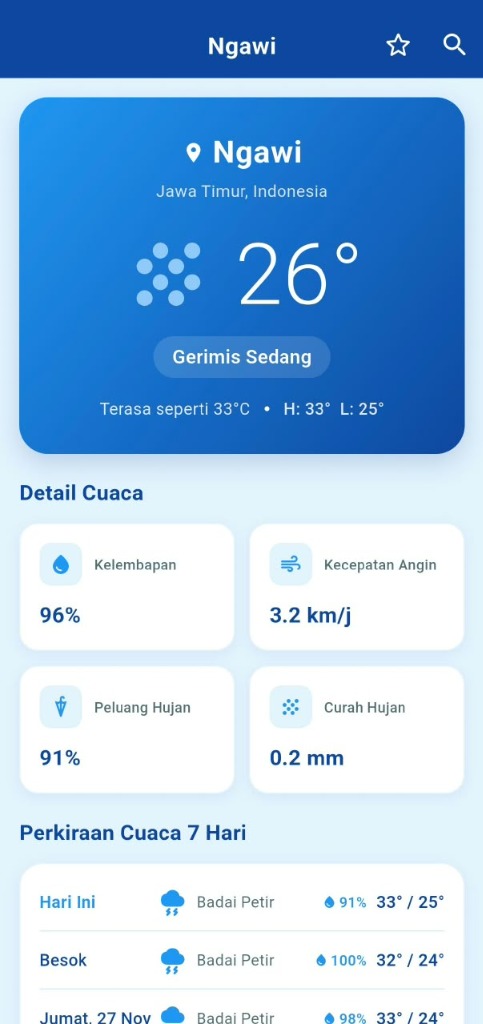 Ngawi
Ngawi
Jawa Timur, Indonesia
26°
Gerimis Sedang
Terasa seperti 33°C • H: 33° L: 25°
Detail Cuaca
Kelembapan
96%
Kecepatan Angin
3.2 km/j
Peluang Hujan
91%
Curah Hujan
0.2 mm
Perkiraan Cuaca 7 Hari
Hari Ini Badai Petir 91% 33° / 25°
Besok Badai Petir 100% 32° / 24°
Jumat, 27 Nov Badai Petir 98% 33° / 24°